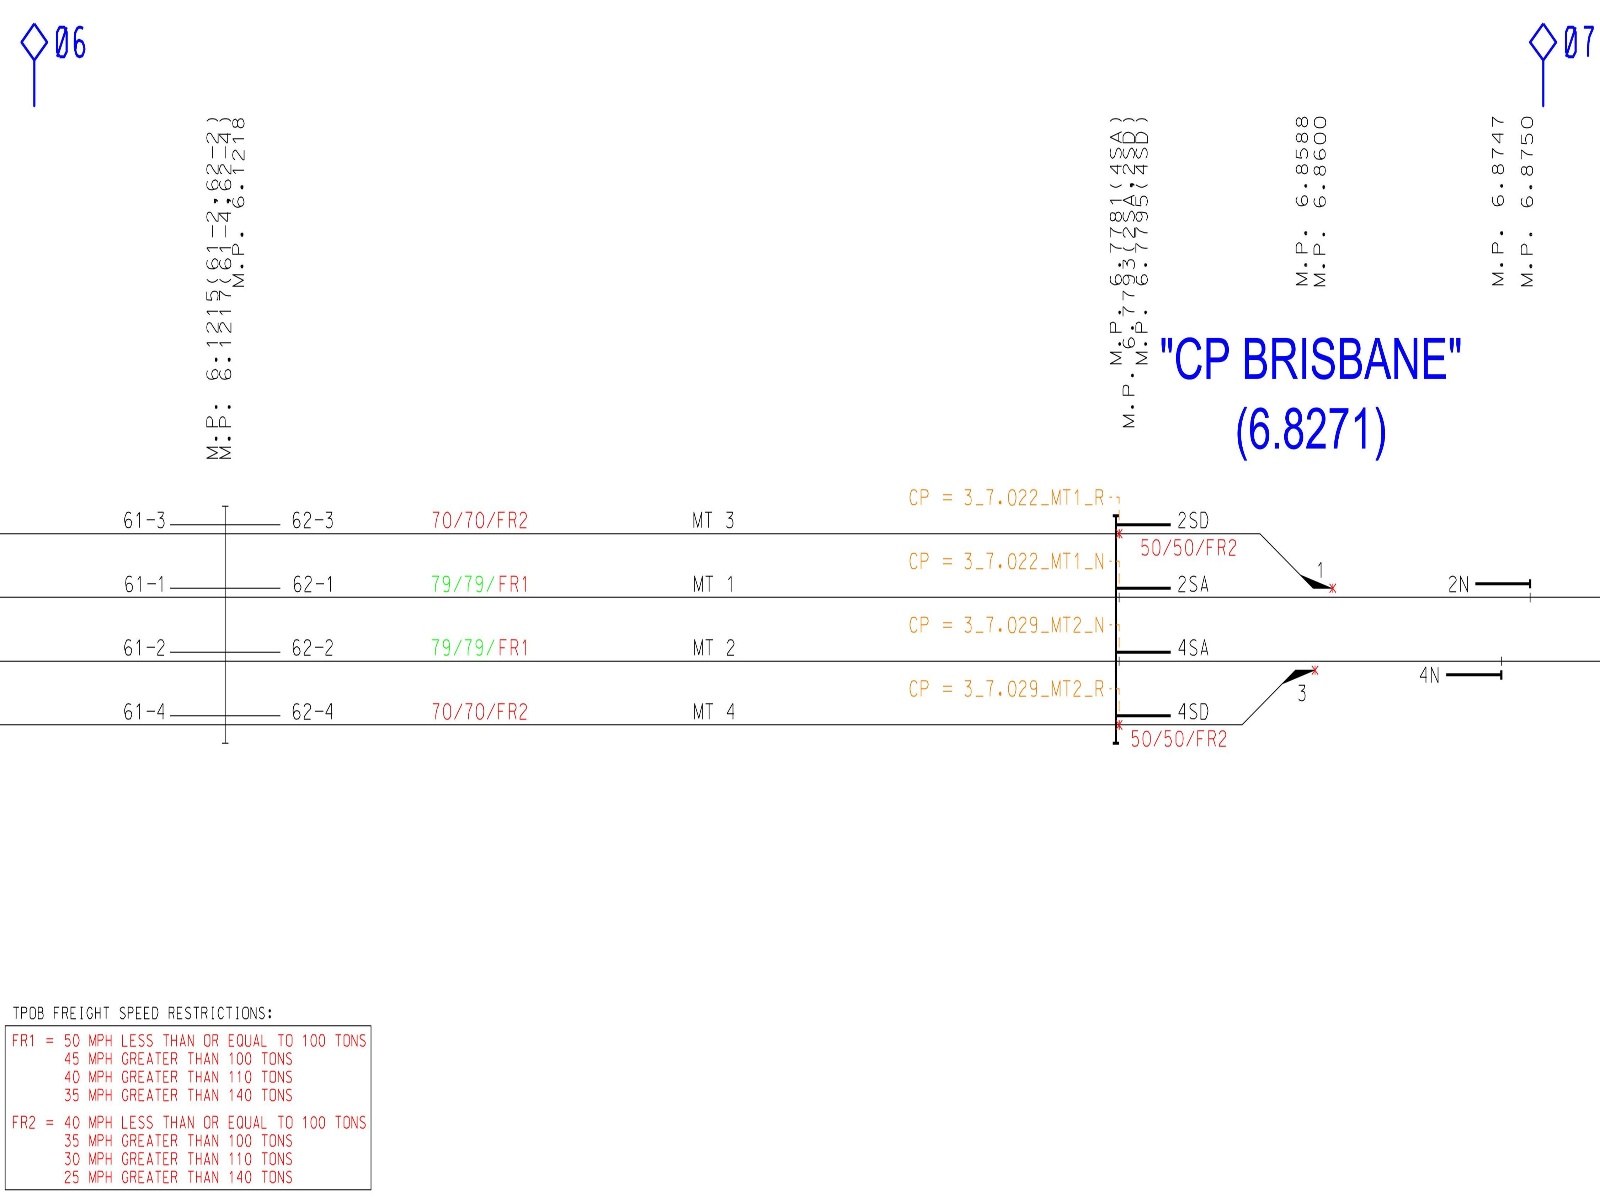 06
07
M.P. 6.1215(61-2,62-2)
M.P. 6.1217(61-4,62-4)
M.P. 6.1218
M.P. 6.7781(4SA)
M.P. 6.7793(2SA,2SD)
M.P. 6.7795(4SD)
M.P. 6.8588
M.P. 6.8600
M.P. 6.8747
M.P. 6.8750
"CP BRISBANE"
(6.8271)
CP = 3_7.022_MT1_R
61-3 62-3 70/70/FR2 MT 3 2SD
50/50/FR2
CP = 3_7.022_MT1_N
1
61-1 62-1 79/79/FR1 MT 1 2SA 2N
CP = 3_7.029_MT2_N
61-2 62-2 79/79/FR1 MT 2 4SA
4N
CP = 3_7.029_MT2_R
3
61-4 62-4 70/70/FR2 MT 4 4SD
50/50/FR2
TPOB FREIGHT SPEED RESTRICTIONS:
FR1 = 50 MPH LESS THAN OR EQUAL TO 100 TONS
45 MPH GREATER THAN 100 TONS
40 MPH GREATER THAN 110 TONS
35 MPH GREATER THAN 140 TONS
FR2 = 40 MPH LESS THAN OR EQUAL TO 100 TONS
35 MPH GREATER THAN 100 TONS
30 MPH GREATER THAN 110 TONS
25 MPH GREATER THAN 140 TONS